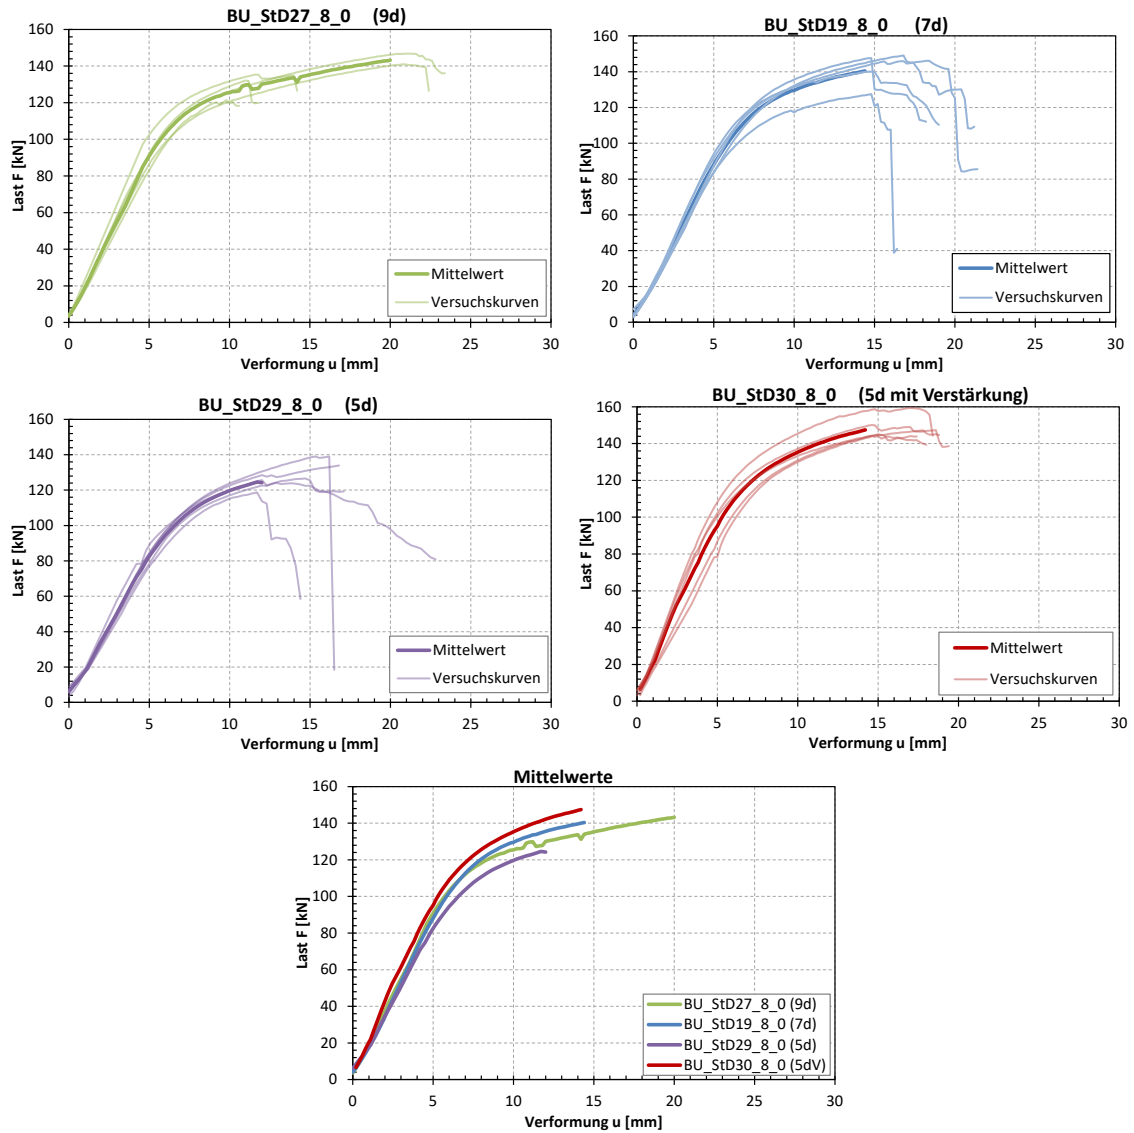 BU_StD27_8_0 (9d)
160
140
120
100
80
60
40
20
0
Last F [kN]
0 5 10 15 20 25 30
Verformung u [mm]
Mittelwert
Versuchskurven
BU_StD19_8_0 (7d)
160
140
120
100
80
60
40
20
0
Last F [kN]
0 5 10 15 20 25 30
Verformung u [mm]
Mittelwert
Versuchskurven
BU_StD29_8_0 (5d)
160
140
120
100
80
60
40
20
0
Last F [kN]
0 5 10 15 20 25 30
Verformung u [mm]
Mittelwert
Versuchskurven
BU_StD30_8_0 (5d mit Verstärkung)
160
140
120
100
80
60
40
20
0
Last F [kN]
0 5 10 15 20 25 30
Verformung u [mm]
Mittelwert
Versuchskurven
Mittelwerte
160
140
120
100
80
60
40
20
0
Last F [kN]
0 5 10 15 20 25 30
Verformung u [mm]
BU_StD27_8_0 (9d)
BU_StD19_8_0 (7d)
BU_StD29_8_0 (5d)
BU_StD30_8_0 (5dV)